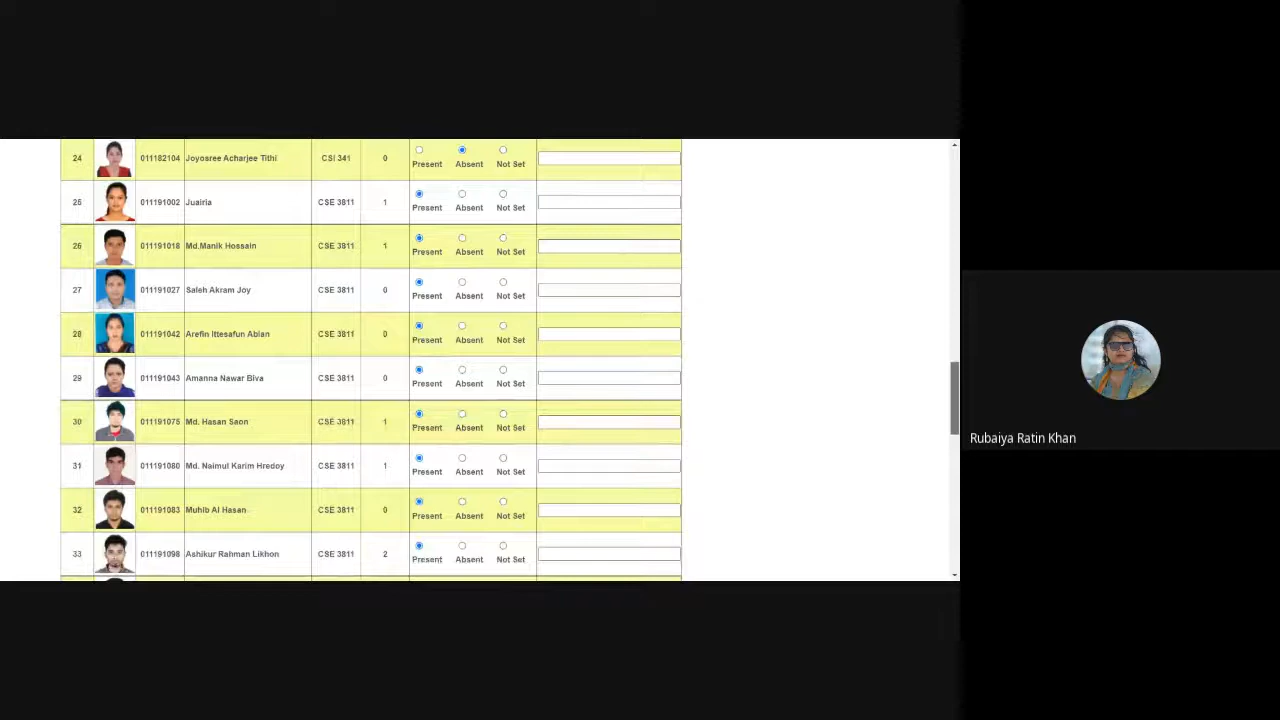 24 011182104 Joyosree Acharjee Tithi CSI 341 0 Present Absent Not Set
25 011191002 Juairia CSE 3811 1 Present Absent Not Set
26 011191018 Md.Manik Hossain CSE 3811 1 Present Absent Not Set
27 011191027 Saleh Akram Joy CSE 3811 0 Present Absent Not Set
28 011191042 Arefin Ittesafun Abian CSE 3811 0 Present Absent Not Set
29 011191043 Amanna Nawar Biva CSE 3811 0 Present Absent Not Set
30 011191075 Md. Hasan Saon CSE 3811 1 Present Absent Not Set
31 011191080 Md. Naimul Karim Hredoy CSE 3811 1 Present Absent Not Set
32 011191083 Muhib Al Hasan CSE 3811 0 Present Absent Not Set
33 011191098 Ashikur Rahman Likhon CSE 3811 2 Present Absent Not Set
Rubaiya Ratin Khan